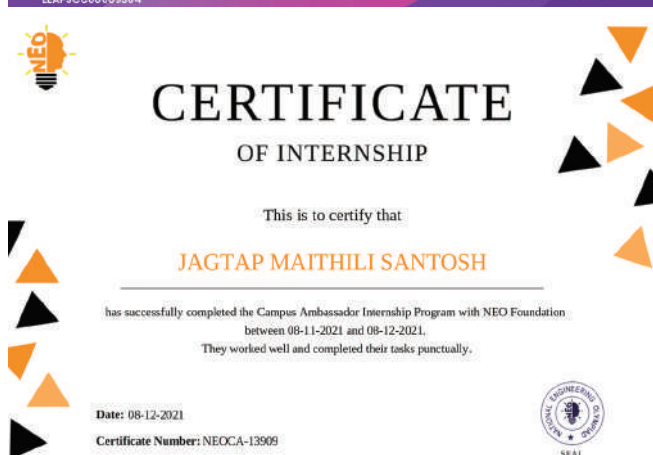 NEO
CERTIFICATE
OF INTERNSHIP
This is to certify that
JAGTAP MAITHILI SANTOSH
has successfully completed the Campus Ambassador Internship Program with NEO Foundation
between 08-11-2021 and 08-12-2021.
They worked well and completed their tasks punctually.
Date: 08-12-2021
Certificate Number: NEOCA-13909
NATIONAL ENGINEERING OLYMPIAD
SEAL